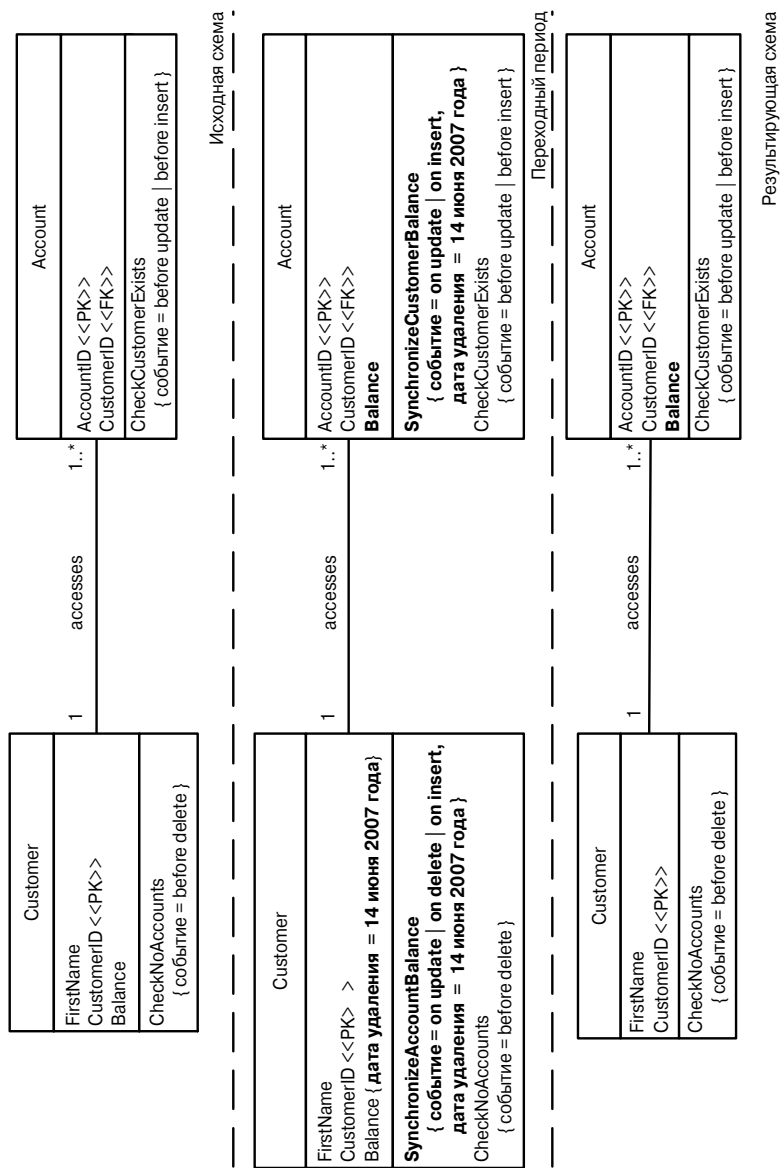 Customer
FirstName
CustomerID <<PK>>
Balance
CheckNoAccounts
{ событие = before delete }
1
accesses
1..*
Account
AccountID <<PK>>
CustomerID <<FK>>
CheckCustomerExists
{ событие = before update | before insert }
Исходная схема
Customer
FirstName
CustomerID <<PK> >
Balance { дата удаления = 14 июня 2007 года}
SynchronizeAccountBalance
{ событие = on update | on delete | on insert,
дата удаления = 14 июня 2007 года }
CheckNoAccounts
{ событие = before delete }
1
accesses
1..*
Account
AccountID <<PK>>
CustomerID <<FK>>
Balance
SynchronizeCustomerBalance
{ событие = on update | on insert,
дата удаления = 14 июня 2007 года }
CheckCustomerExists
{ событие = before update | before insert }
Переходный период
Customer
FirstName
CustomerID <<PK>>
CheckNoAccounts
{ событие = before delete }
1
accesses
1..*
Account
AccountID <<PK>>
CustomerID <<FK>>
Balance
CheckCustomerExists
{ событие = before update | before insert }
Результирующая схема